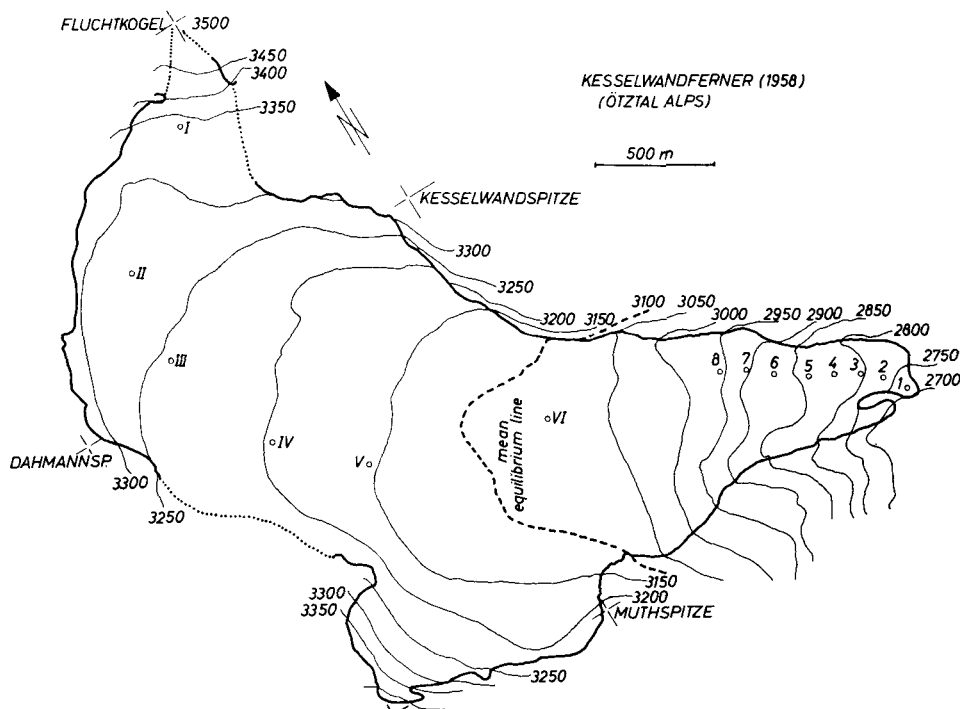 FLUCHTKOGEL
3500
3450
3400
3350
I
KESSELWANDFERNER (1958)
(ÖTZTAL ALPS)
500 m
KESSELWANDSPITZE
3300
3250
3200
3150
3100
3050
3000
2950
2900
2850
2800
2750
2700
II
III
IV
V
VI
8
7
6
5
4
3
2
1
mean
equilibrium line
DAHMANNSP.
3300
3250
3300
3350
3150
3200
MUTHSPITZE
3250